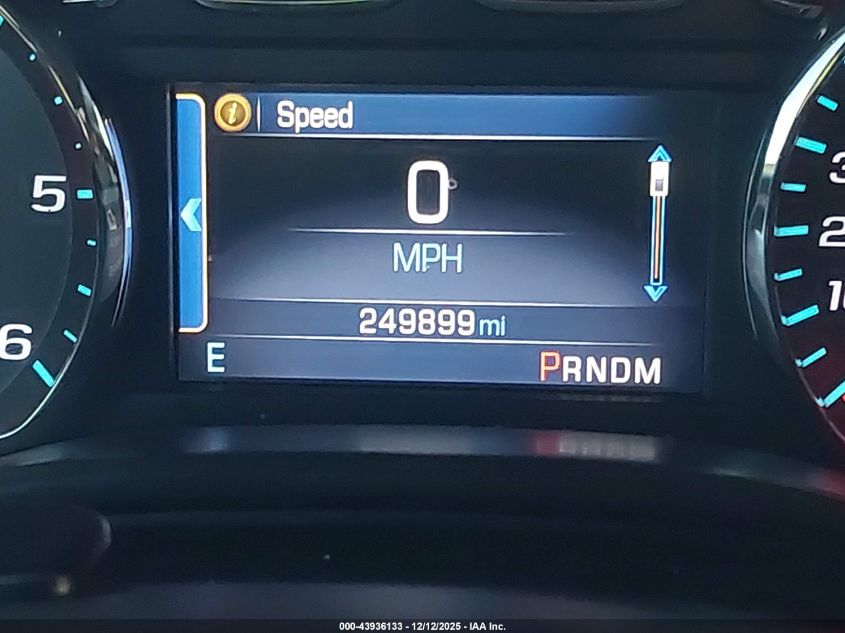 i Speed
5
0
MPH
6
249899 mi
E
PRNDM
000-43936133 - 12/12/2025 - IAA Inc.